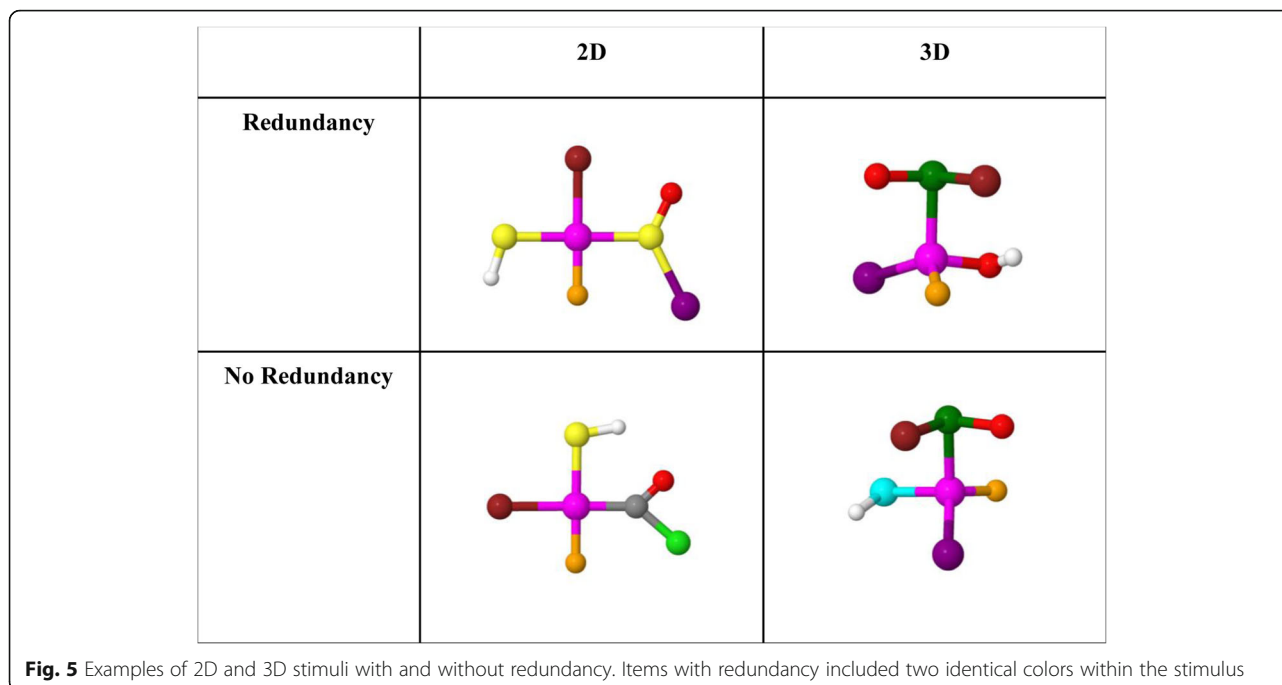 2D 3D
Redundancy
No Redundancy
Fig. 5 Examples of 2D and 3D stimuli with and without redundancy. Items with redundancy included two identical colors within the stimulus